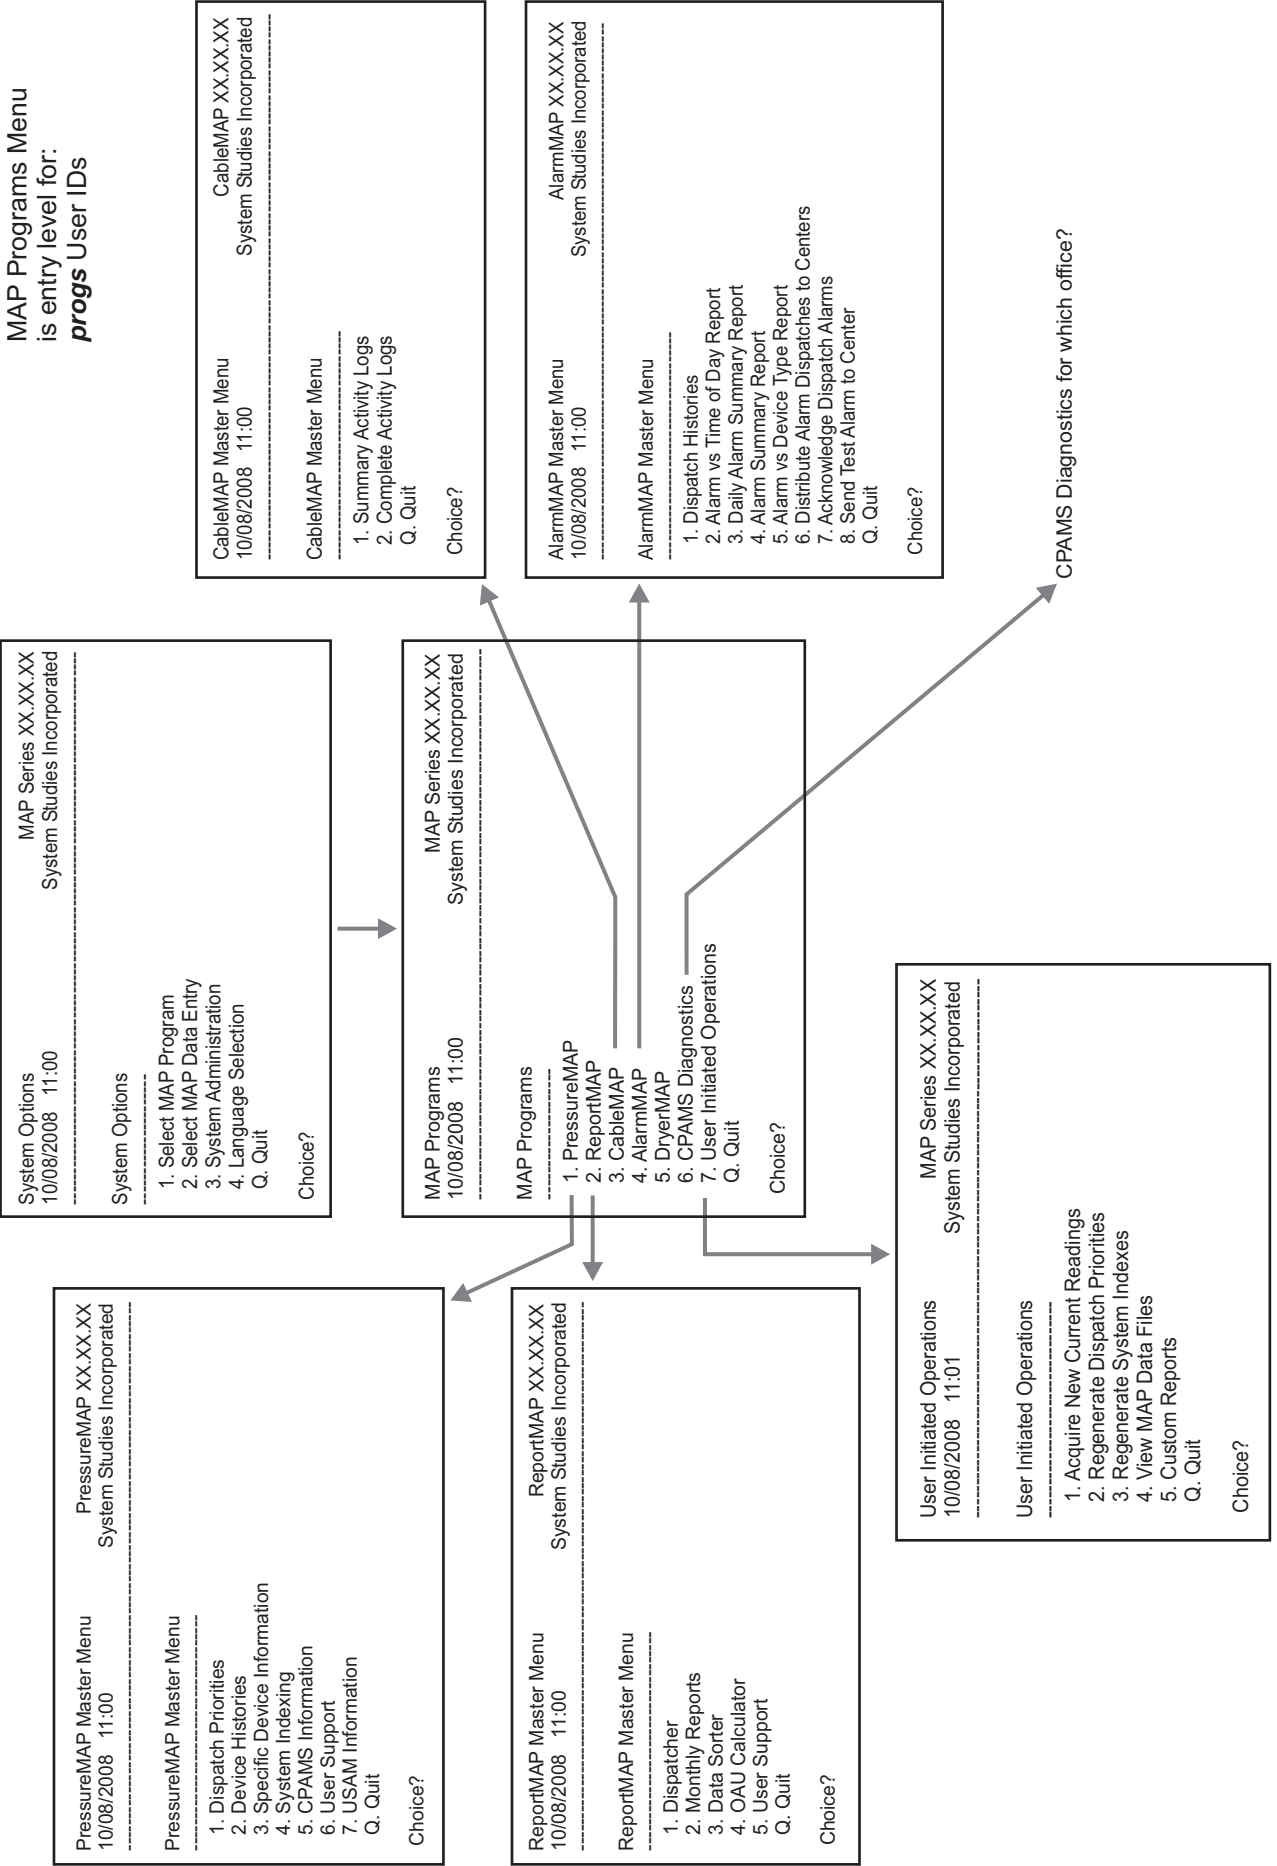 MAP Programs Menu
is entry level for:
progs User IDs
System Options MAP Series XX.XX.XX
10/08/2008 11:00 System Studies Incorporated
System Options
1. Select MAP Program
2. Select MAP Data Entry
3. System Administration
4. Language Selection
Q. Quit
Choice?
PressureMAP Master Menu PressureMAP XX.XX.XX
10/08/2008 11:00 System Studies Incorporated
PressureMAP Master Menu
1. Dispatch Priorities
2. Device Histories
3. Specific Device Information
4. System Indexing
5. CPAMS Information
6. User Support
7. USAM Information
Q. Quit
Choice?
MAP Programs MAP Series XX.XX.XX
10/08/2008 11:00 System Studies Incorporated
MAP Programs
1. PressureMAP
2. ReportMAP
3. CableMAP
4. AlarmMAP
5. DryerMAP
6. CPAMS Diagnostics
7. User Initiated Operations
Q. Quit
Choice?
CableMAP Master Menu CableMAP XX.XX.XX
10/08/2008 11:00 System Studies Incorporated
CableMAP Master Menu
1. Summary Activity Logs
2. Complete Activity Logs
Q. Quit
Choice?
ReportMAP Master Menu ReportMAP XX.XX.XX
10/08/2008 11:00 System Studies Incorporated
ReportMAP Master Menu
1. Dispatcher
2. Monthly Reports
3. Data Sorter
4. OAU Calculator
5. User Support
Q. Quit
Choice?
AlarmMAP Master Menu AlarmMAP XX.XX.XX
10/08/2008 11:00 System Studies Incorporated
AlarmMAP Master Menu
1. Dispatch Histories
2. Alarm vs Time of Day Report
3. Daily Alarm Summary Report
4. Alarm Summary Report
5. Alarm vs Device Type Report
6. Distribute Alarm Dispatches to Centers
7. Acknowledge Dispatch Alarms
8. Send Test Alarm to Center
Q. Quit
Choice?
User Initiated Operations MAP Series XX.XX.XX
10/08/2008 11:01 System Studies Incorporated
User Initiated Operations
1. Acquire New Current Readings
2. Regenerate Dispatch Priorities
3. Regenerate System Indexes
4. View MAP Data Files
5. Custom Reports
Q. Quit
Choice?
CPAMS Diagnostics for which office?